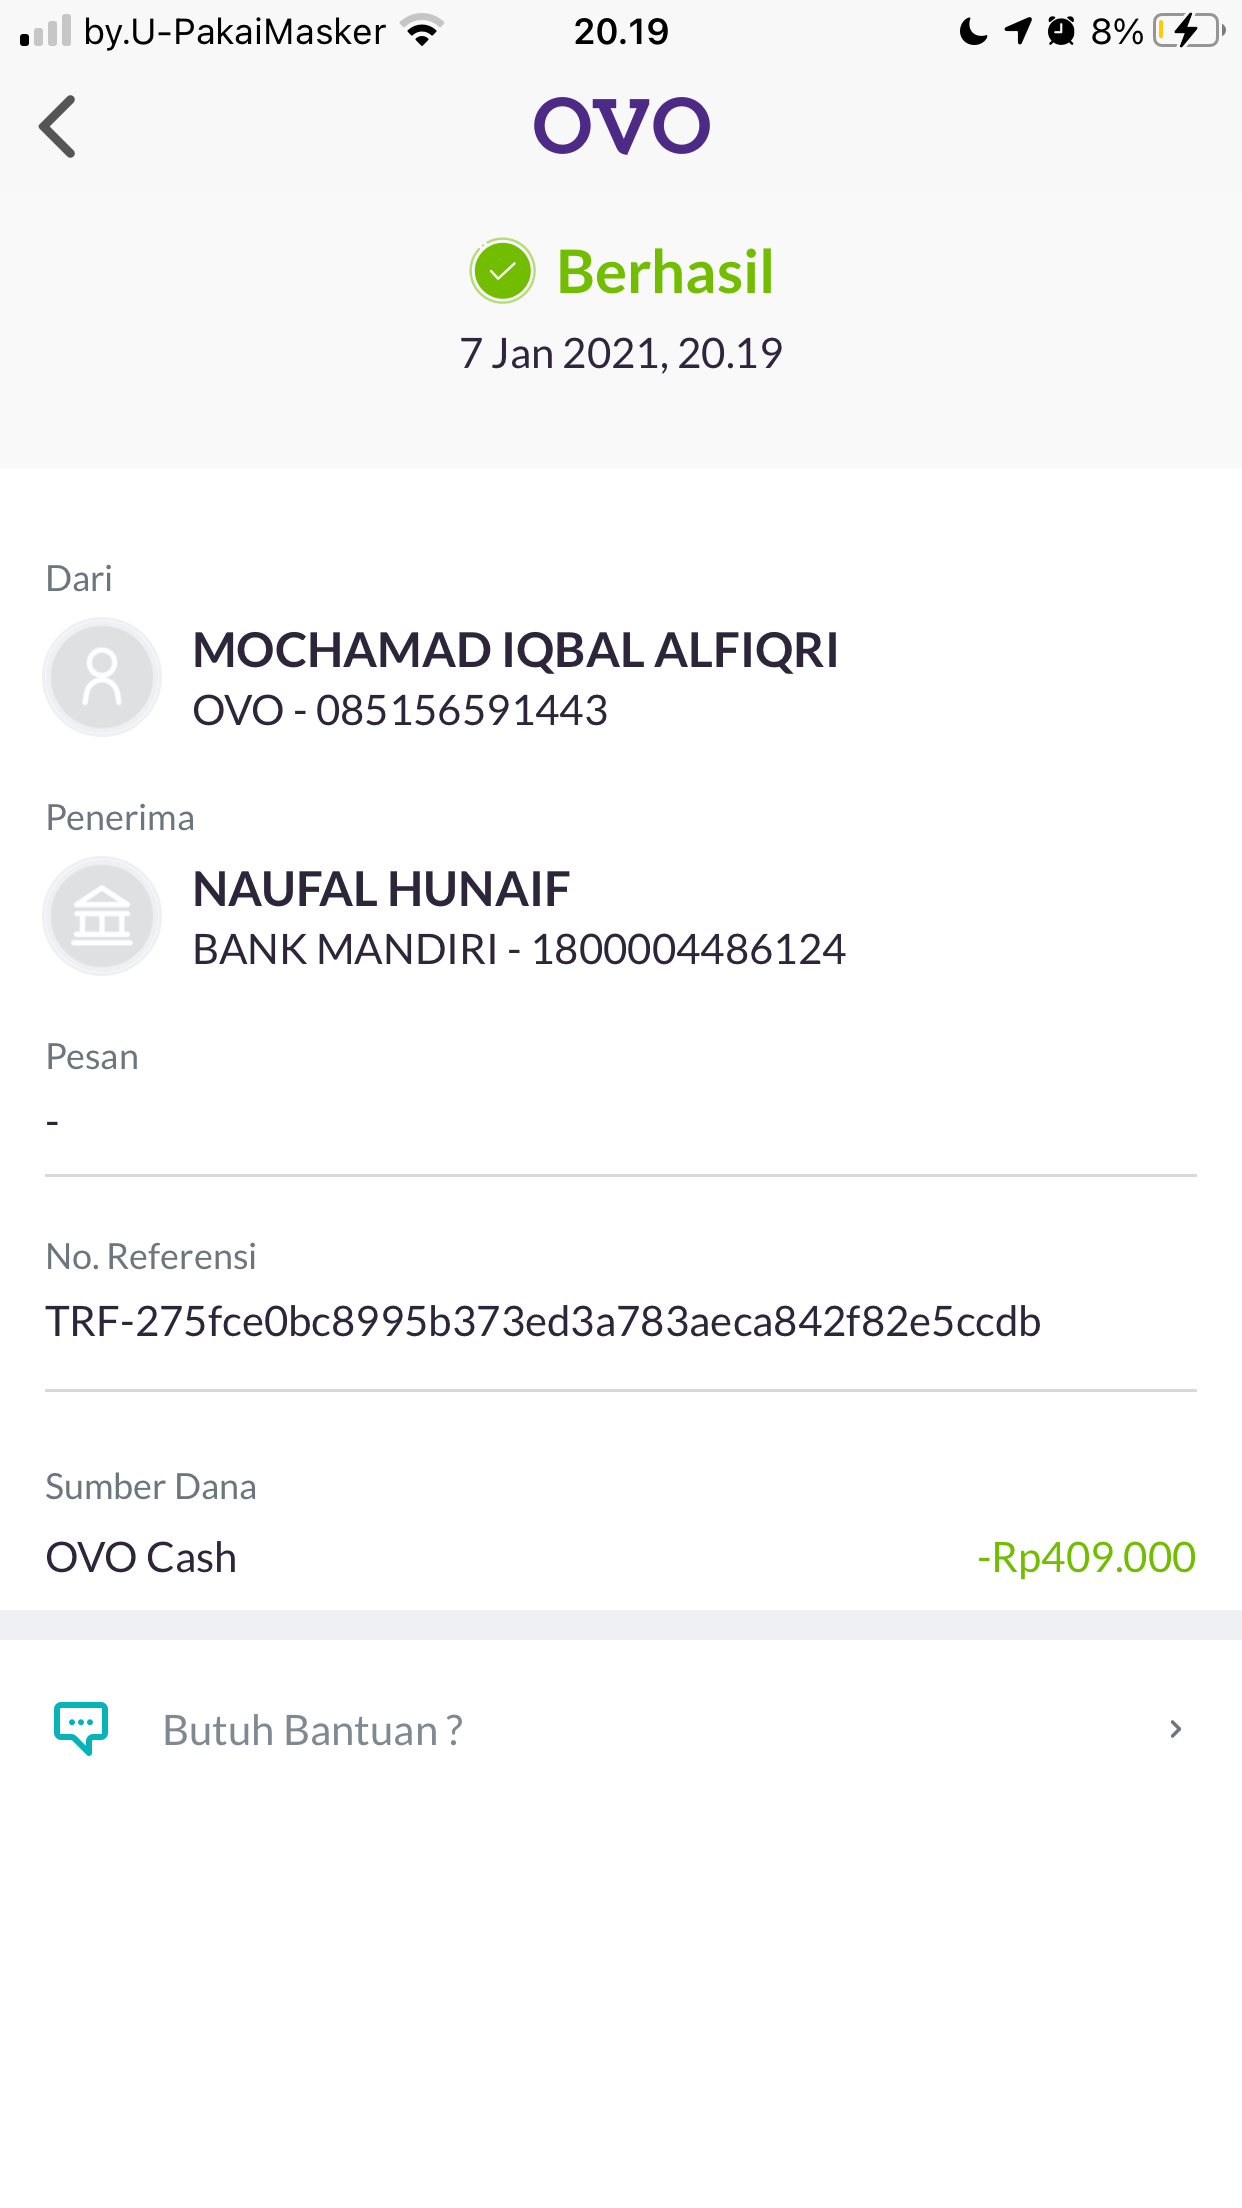 by.U-PakaiMasker 20.19 8%
OVO
Berhasil
7 Jan 2021, 20.19
Dari
MOCHAMAD IQBAL ALFIQRI
OVO - 085156591443
Penerima
NAUFAL HUNAIF
BANK MANDIRI - 1800004486124
Pesan
-
No. Referensi
TRF-275fce0bc8995b373ed3a783aeca842f82e5ccdb
Sumber Dana
OVO Cash -Rp409.000
Butuh Bantuan ?